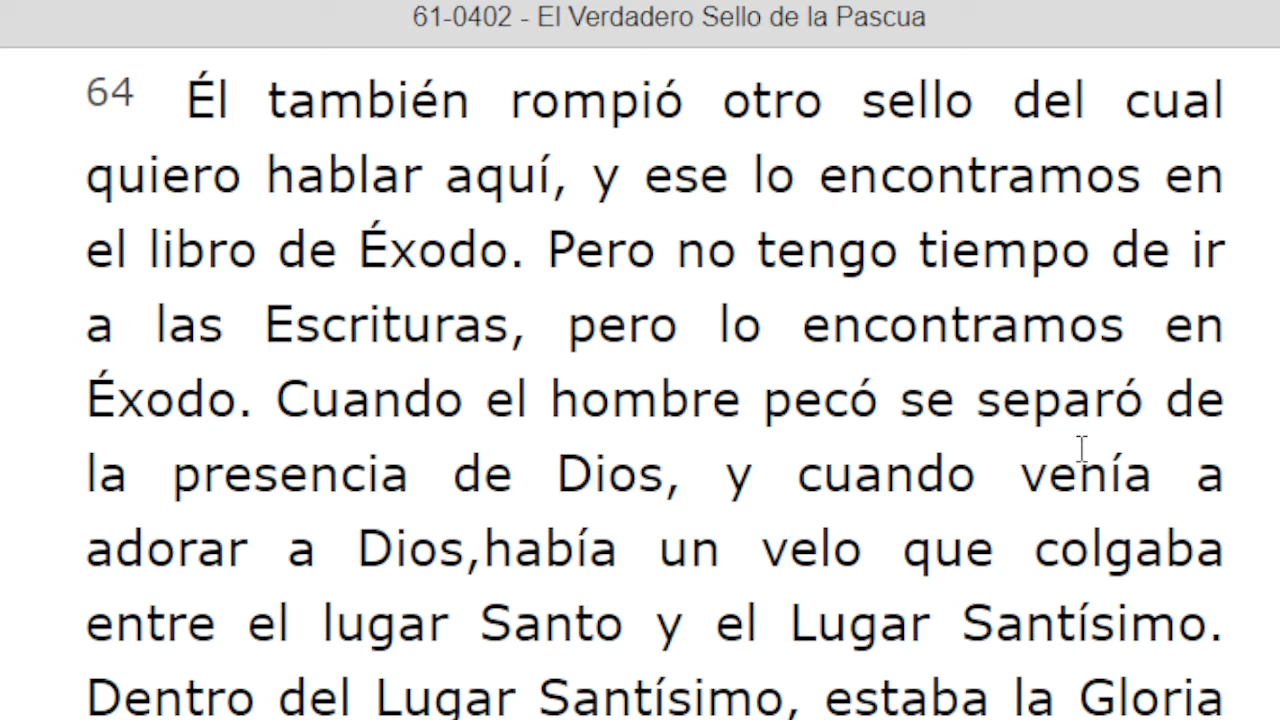 61-0402 - El Verdadero Sello de la Pascua
64 Él también rompió otro sello del cual
quiero hablar aquí, y ese lo encontramos en
el libro de Éxodo. Pero no tengo tiempo de ir
a las Escrituras, pero lo encontramos en
Éxodo. Cuando el hombre pecó se separó de
la presencia de Dios, y cuando venía a
adorar a Dios,había un velo que colgaba
entre el lugar Santo y el Lugar Santísimo.
Dentro del Lugar Santísimo, estaba la Gloria